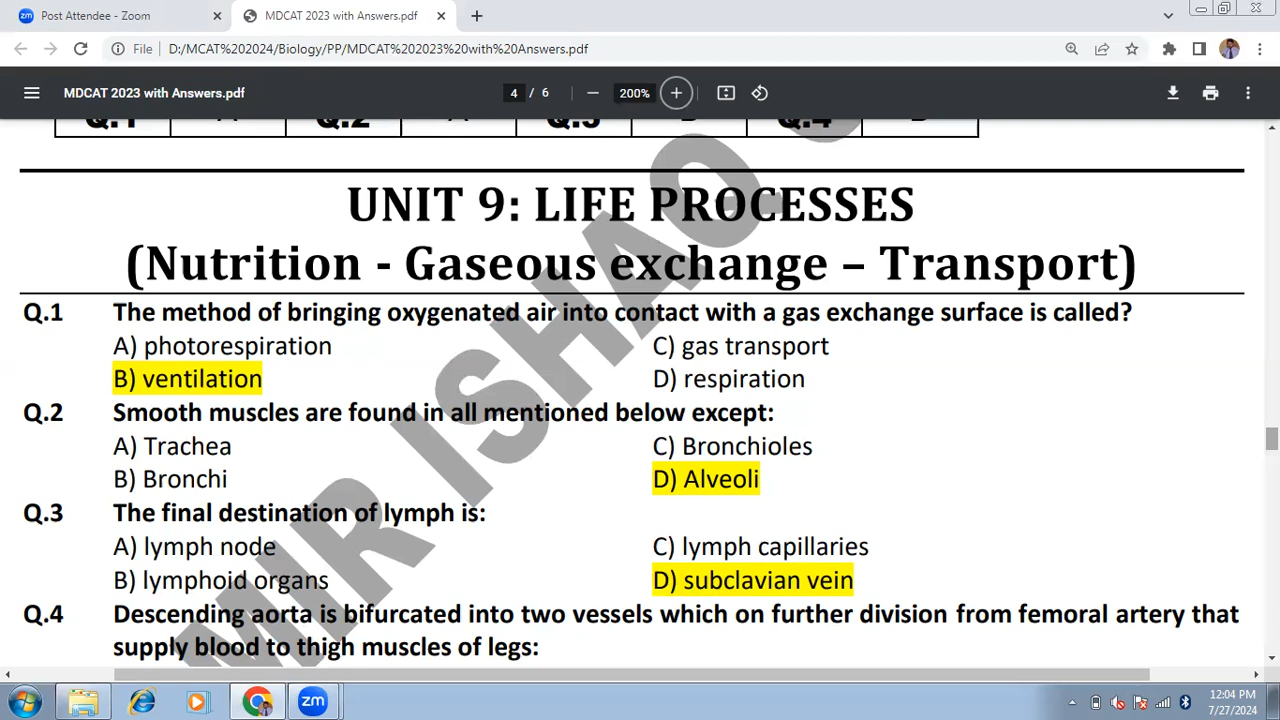 Post Attendee - Zoom
MDCAT 2023 with Answers.pdf
File D:/MCAT%202024/Biology/PP/MDCAT%202023%20with%20Answers.pdf
MDCAT 2023 with Answers.pdf 4 / 6 200%
Q.1 A Q.2 A Q.3 Q.4
UNIT 9: LIFE PROCESSES
(Nutrition - Gaseous exchange – Transport)
Q.1 The method of bringing oxygenated air into contact with a gas exchange surface is called?
A) photorespiration C) gas transport
B) ventilation D) respiration
Q.2 Smooth muscles are found in all mentioned below except:
A) Trachea C) Bronchioles
B) Bronchi D) Alveoli
Q.3 The final destination of lymph is:
A) lymph node C) lymph capillaries
B) lymphoid organs D) subclavian vein
Q.4 Descending aorta is bifurcated into two vessels which on further division from femoral artery that
supply blood to thigh muscles of legs:
MIR ISHAQ
zm
12:04 PM
7/27/2024